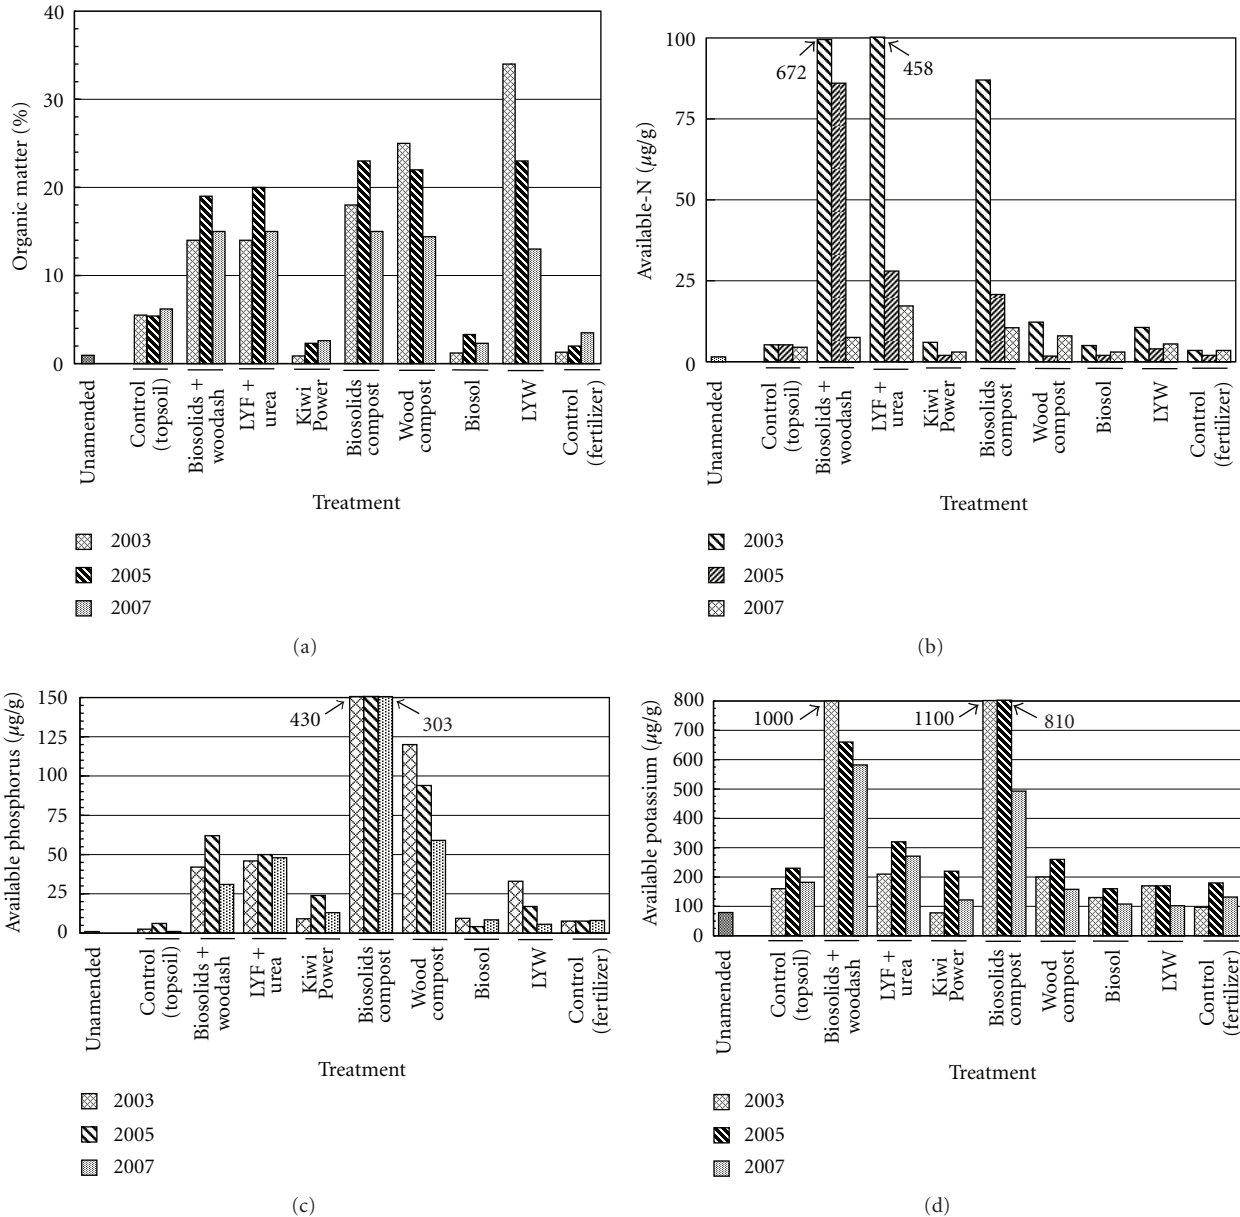 Organic matter (%)
40
30
20
10
0
Unamended
Control
(topsoil)
Biosolids +
woodash
LYF +
urea
Kiwi
Power
Biosolids
compost
Wood
compost
Biosol
LYW
Control
(fertilizer)
Treatment
2003
2005
2007
(a)
Available-N (µg/g)
100
75
50
25
0
672
458
Unamended
Control
(topsoil)
Biosolids +
woodash
LYF +
urea
Kiwi
Power
Biosolids
compost
Wood
compost
Biosol
LYW
Control
(fertilizer)
Treatment
2003
2005
2007
(b)
Available phosphorus (µg/g)
150
125
100
75
50
25
0
430
303
Unamended
Control
(topsoil)
Biosolids +
woodash
LYF +
urea
Kiwi
Power
Biosolids
compost
Wood
compost
Biosol
LYW
Control
(fertilizer)
Treatment
2003
2005
2007
(c)
Available potassium (µg/g)
800
700
600
500
400
300
200
100
0
1000
1100
810
Unamended
Control
(topsoil)
Biosolids +
woodash
LYF +
urea
Kiwi
Power
Biosolids
compost
Wood
compost
Biosol
LYW
Control
(fertilizer)
Treatment
2003
2005
2007
(d)